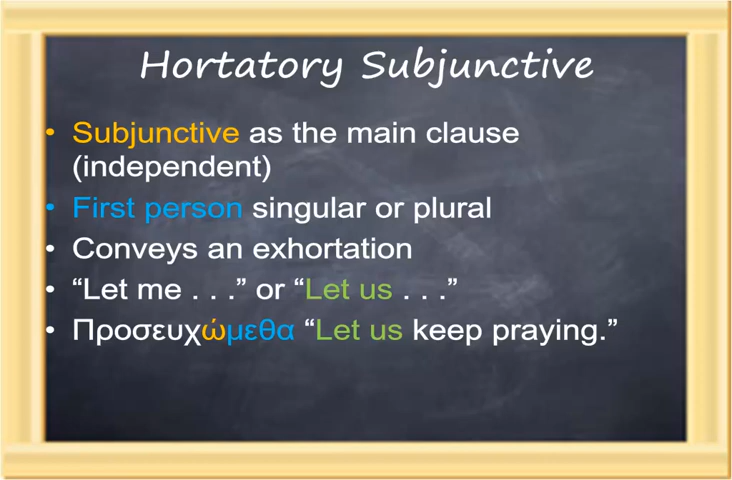 Hortatory Subjunctive
• Subjunctive as the main clause
(independent)
• First person singular or plural
• Conveys an exhortation
• “Let me . . .” or “Let us . . .”
• Προσευχώμεθα “Let us keep praying.”